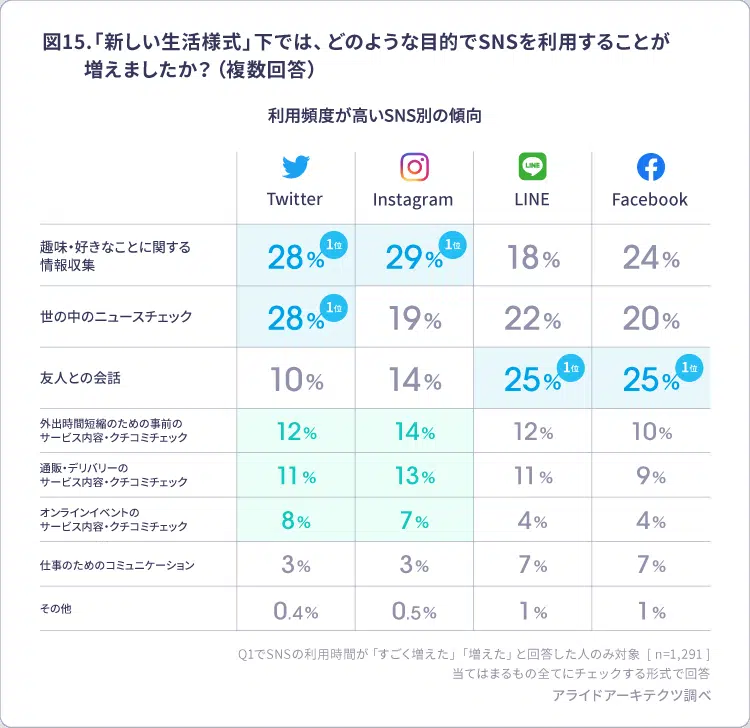 図15.「新しい生活様式」下では、どのような目的でSNSを利用することが
増えましたか？（複数回答）
利用頻度が高いSNS別の傾向
LINE
Twitter Instagram LINE Facebook
趣味・好きなことに関する
情報収集
28% 1位 29% 1位 18% 24%
世の中のニュースチェック 28% 1位 19% 22% 20%
友人との会話 10% 14% 25% 1位 25% 1位
外出時間短縮のための事前の
サービス内容・クチコミチェック
12% 14% 12% 10%
通販・デリバリーの
サービス内容・クチコミチェック
11% 13% 11% 9%
オンラインイベントの
サービス内容・クチコミチェック
8% 7% 4% 4%
仕事のためのコミュニケーション 3% 3% 7% 7%
その他 0.4% 0.5% 1% 1%
Q1でSNSの利用時間が「すごく増えた」「増えた」と回答した人のみ対象 [ n=1,291 ]
当てはまるもの全てにチェックする形式で回答
アライドアーキテクツ調べ